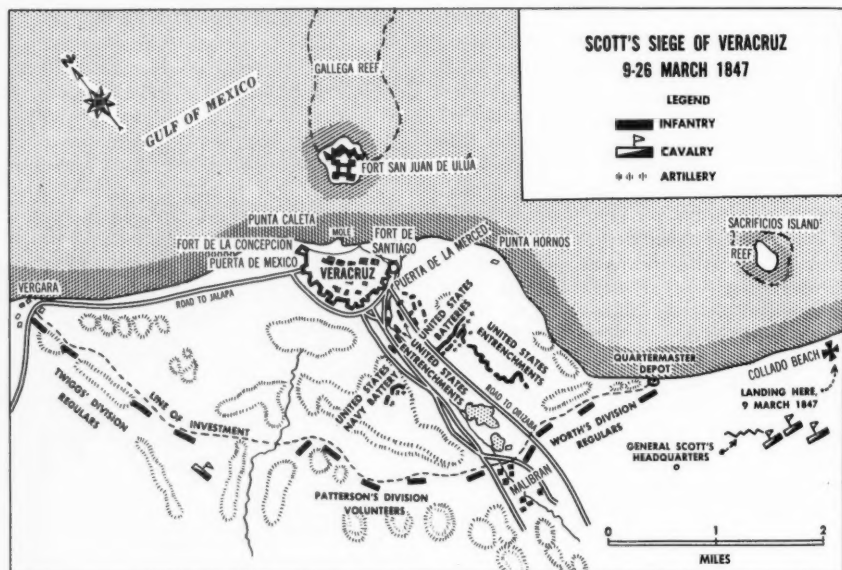 SCOTT'S SIEGE OF VERACRUZ
9-26 MARCH 1847
LEGEND
INFANTRY
CAVALRY
ARTILLERY
N
GULF OF MEXICO
GALLEGA REEF
FORT SAN JUAN DE ULÚA
SACRIFICIOS ISLAND
REEF
PUNTA CALETA
MOLE
FORT DE LA CONCEPCION
FORT DE
SANTIAGO
PUERTA DE MEXICO
VERACRUZ
PUERTA DE LA MERCED
PUNTA HORNOS
VERGARA
ROAD TO JALAPA
UNITED STATES
BATTERIES
UNITED STATES
ENTRENCHMENTS
UNITED STATES
ENTRENCHMENTS
QUARTERMASTER
DEPOT
COLLADO BEACH
LANDING HERE,
9 MARCH 1847
TWIGGS' DIVISION
REGULARS
LINE OF INVESTMENT
UNITED STATES
NAVY BATTERY
ROAD TO ORIZABA
WORTH'S DIVISION
REGULARS
GENERAL SCOTT'S
HEADQUARTERS
PATTERSON'S DIVISION
VOLUNTEERS
MALIBRAN
0 1 2
MILES